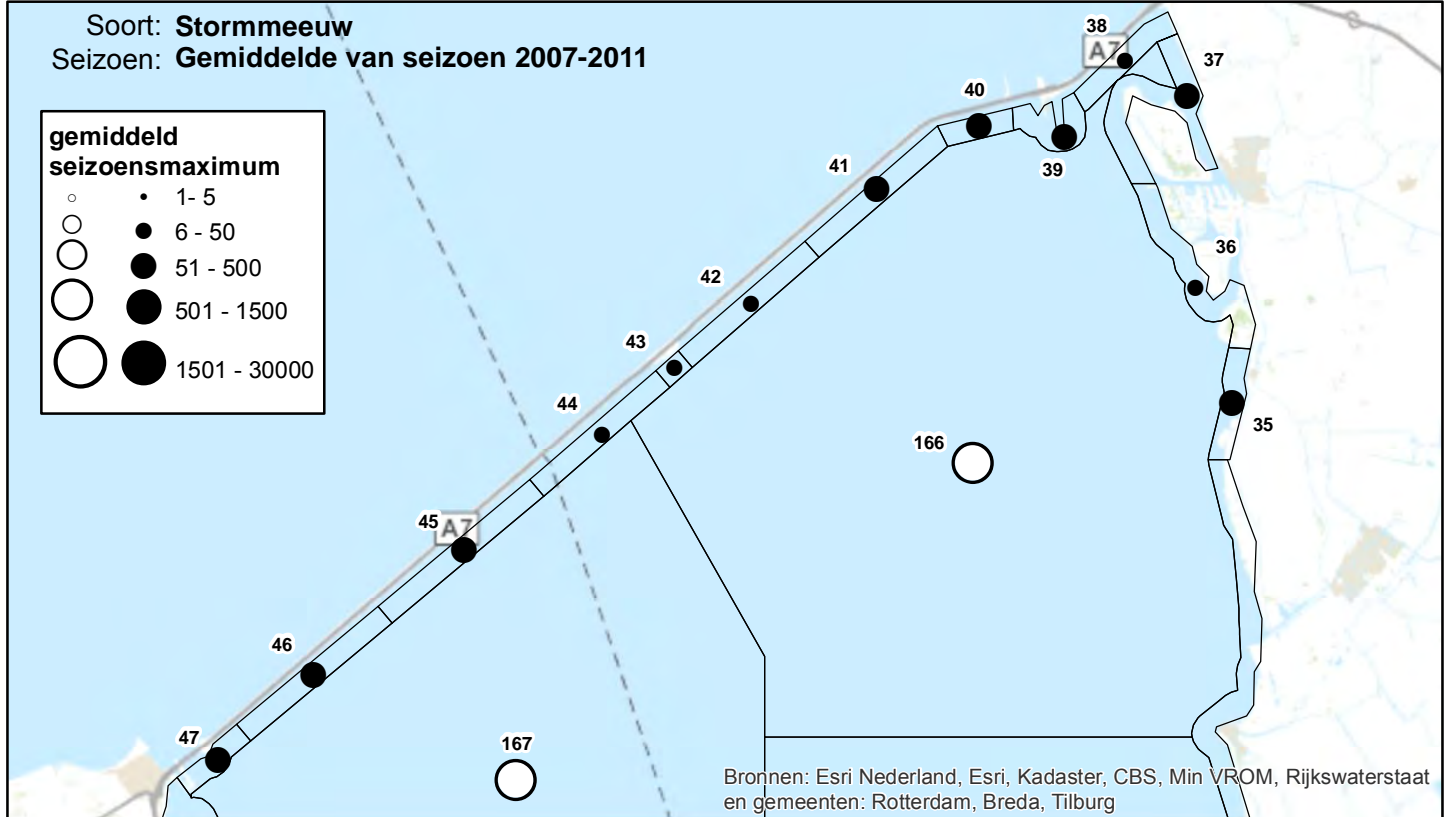 Soort: Stormmeeuw
Seizoen: Gemiddelde van seizoen 2007-2011
gemiddeld
seizoensmaximum
1- 5
6 - 50
51 - 500
501 - 1500
1501 - 30000
38
A7
37
40
39
41
36
42
43
44
35
166
45
A7
46
47
167
Bronnen: Esri Nederland, Esri, Kadaster, CBS, Min VROM, Rijkswaterstaat
en gemeenten: Rotterdam, Breda, Tilburg